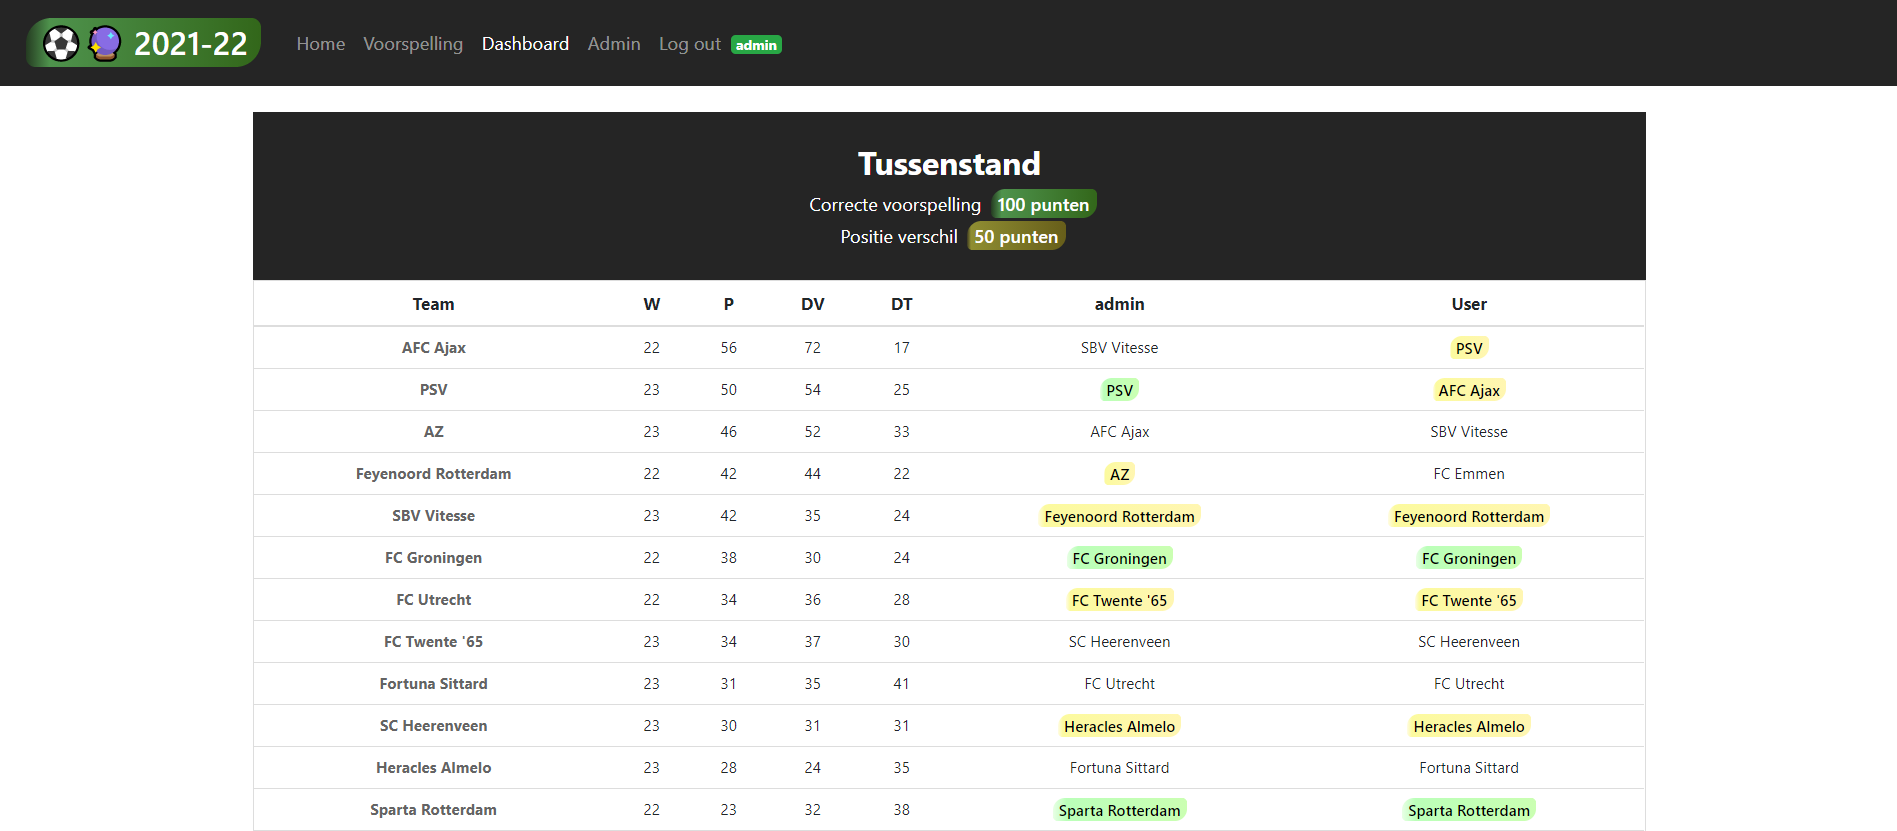 2021-22 Home Voorspelling Dashboard Admin Log out admin
Tussenstand
Correcte voorspelling 100 punten
Positie verschil 50 punten
Team W P DV DT admin User
AFC Ajax 22 56 72 17 SBV Vitesse PSV
PSV 23 50 54 25 PSV AFC Ajax
AZ 23 46 52 33 AFC Ajax SBV Vitesse
Feyenoord Rotterdam 22 42 44 22 AZ FC Emmen
SBV Vitesse 23 42 35 24 Feyenoord Rotterdam Feyenoord Rotterdam
FC Groningen 22 38 30 24 FC Groningen FC Groningen
FC Utrecht 22 34 36 28 FC Twente '65 FC Twente '65
FC Twente '65 23 34 37 30 SC Heerenveen SC Heerenveen
Fortuna Sittard 23 31 35 41 FC Utrecht FC Utrecht
SC Heerenveen 23 30 31 31 Heracles Almelo Heracles Almelo
Heracles Almelo 23 28 24 35 Fortuna Sittard Fortuna Sittard
Sparta Rotterdam 22 23 32 38 Sparta Rotterdam Sparta Rotterdam